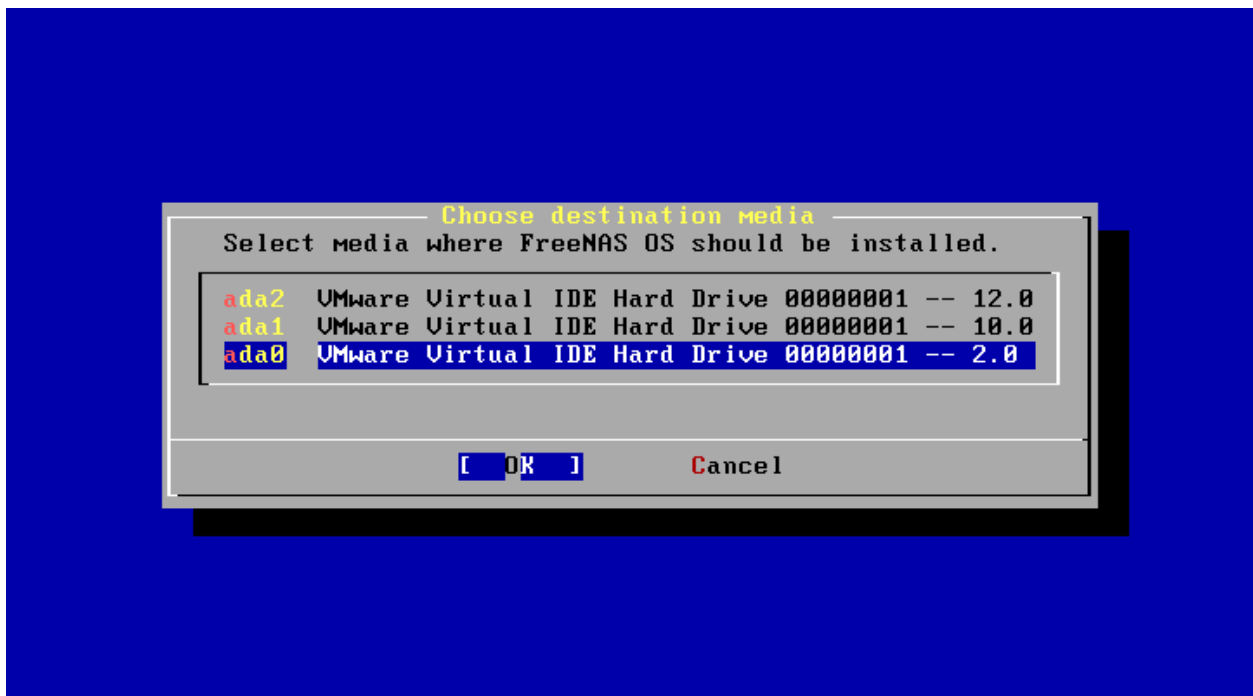 Choose destination media
Select media where FreeNAS OS should be installed.
ada2 VMware Virtual IDE Hard Drive 00000001 -- 12.0
ada1 VMware Virtual IDE Hard Drive 00000001 -- 10.0
ada0 VMware Virtual IDE Hard Drive 00000001 -- 2.0
[ OK ] Cancel